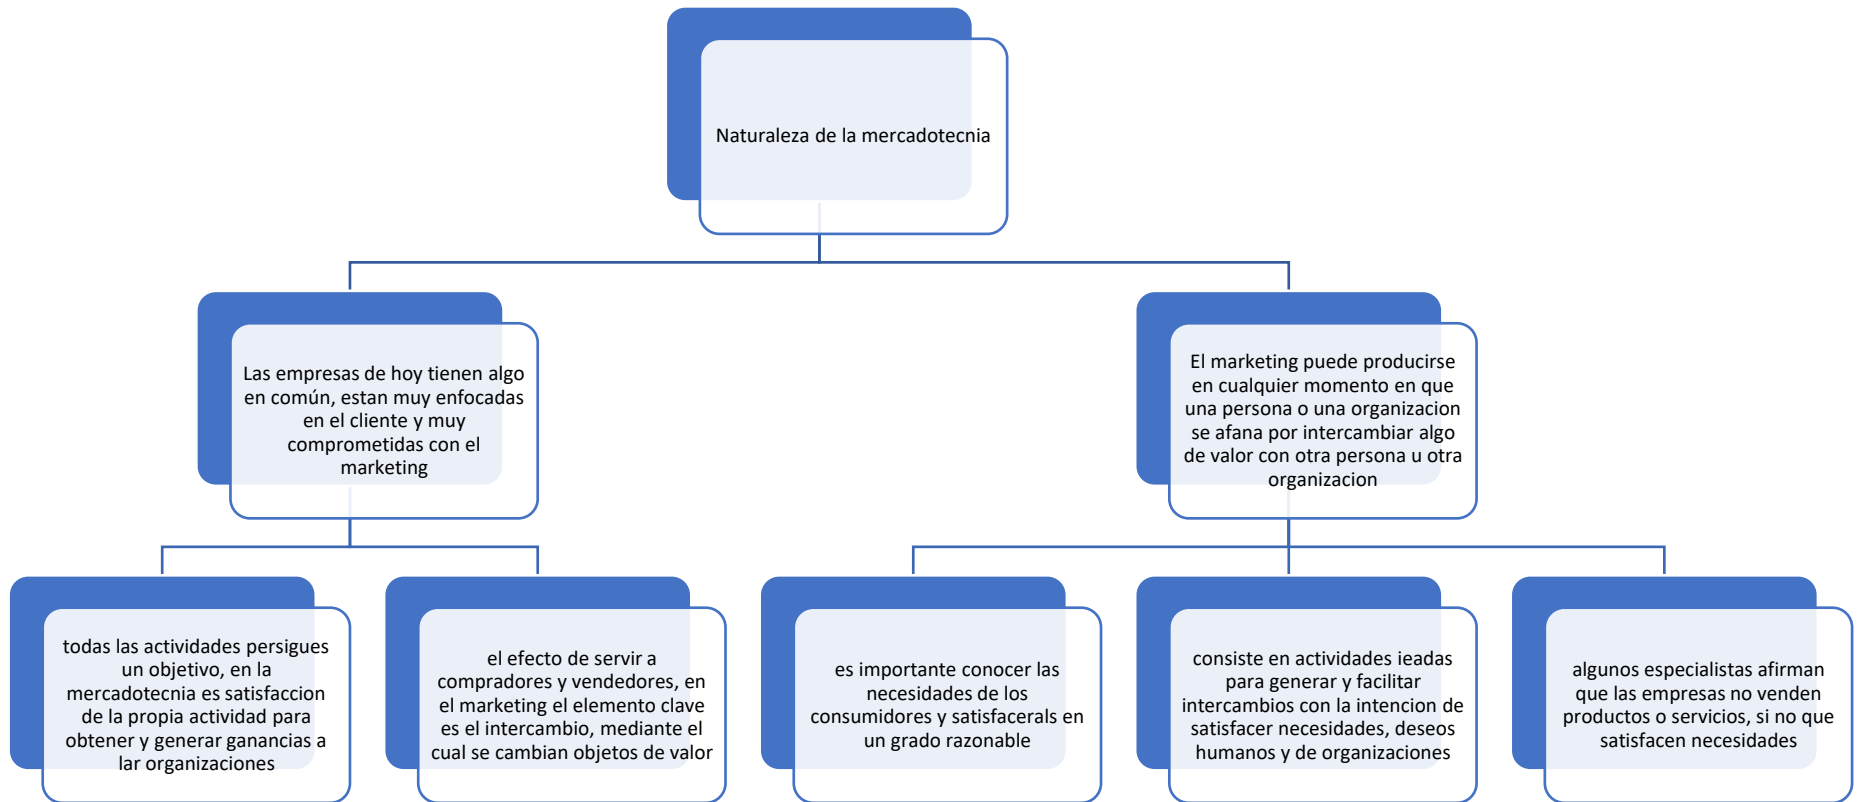 Naturaleza de la mercadotecnia
Las empresas de hoy tienen algo
en común, estan muy enfocadas
en el cliente y muy
comprometidas con el
marketing
El marketing puede producirse
en cualquier momento en que
una persona o una organizacion
se afana por intercambiar algo
de valor con otra persona u otra
organizacion
todas las actividades persigues
un objetivo, en la
mercadotecnia es satisfaccion
de la propia actividad para
obtener y generar ganancias a
lar organizaciones
el efecto de servir a
compradores y vendedores, en
el marketing el elemento clave
es el intercambio, mediante el
cual se cambian objetos de valor
es importante conocer las
necesidades de los
consumidores y satisfacerals en
un grado razonable
consiste en actividades ieadas
para generar y facilitar
intercambios con la intencion de
satisfacer necesidades, deseos
humanos y de organizaciones
algunos especialistas afirman
que las empresas no venden
productos o servicios, si no que
satisfacen necesidades